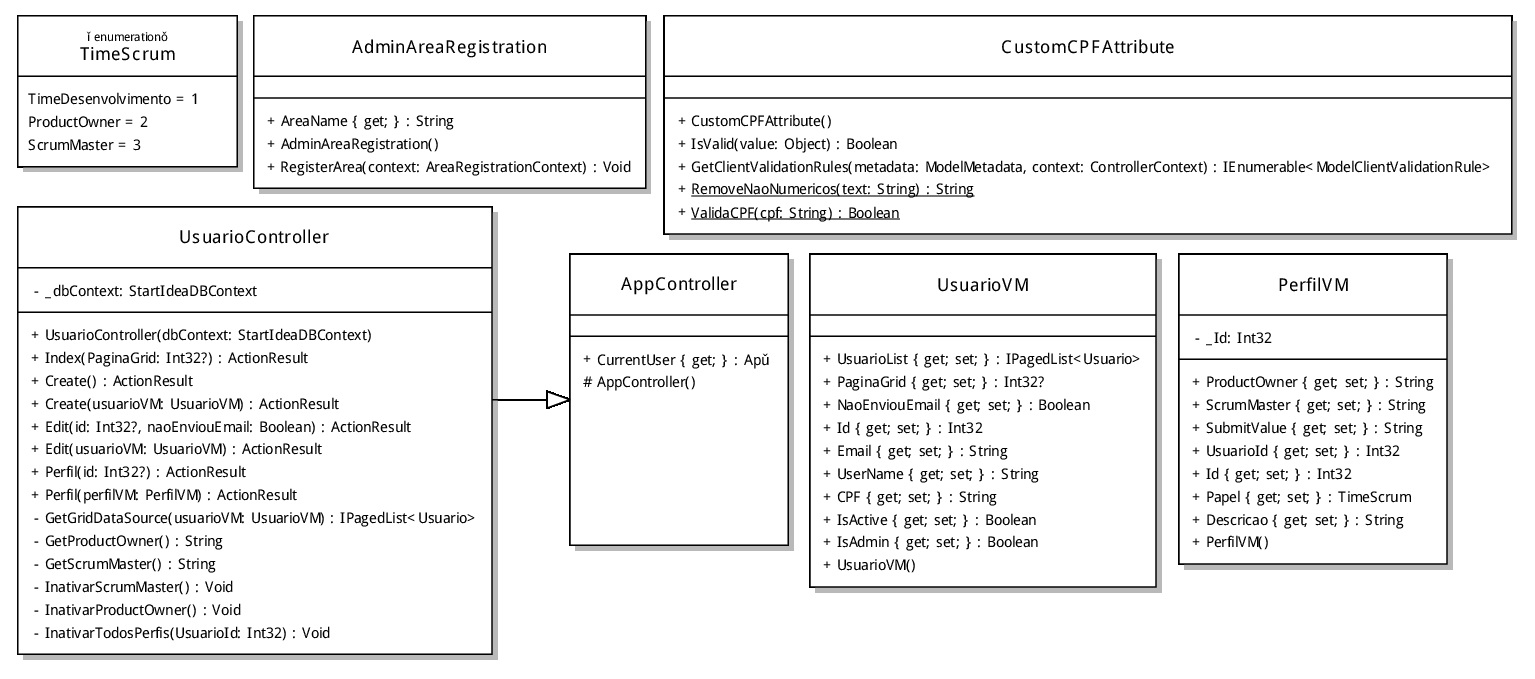 ǐ enumerationǒ
TimeScrum
TimeDesenvolvimento = 1
ProductOwner = 2
ScrumMaster = 3
AdminAreaRegistration
+ AreaName { get; } : String
+ AdminAreaRegistration()
+ RegisterArea(context: AreaRegistrationContext) : Void
CustomCPFAttribute
+ CustomCPFAttribute()
+ IsValid(value: Object) : Boolean
+ GetClientValidationRules(metadata: ModelMetadata, context: ControllerContext) : IEnumerable<ModelClientValidationRule>
+ RemoveNaoNumericos(text: String) : String
+ ValidaCPF(cpf: String) : Boolean
UsuarioController
- _dbContext: StartIdeaDBContext
+ UsuarioController(dbContext: StartIdeaDBContext)
+ Index(PaginaGrid: Int32?) : ActionResult
+ Create() : ActionResult
+ Create(usuarioVM: UsuarioVM) : ActionResult
+ Edit(id: Int32?, naoEnviouEmail: Boolean) : ActionResult
+ Edit(usuarioVM: UsuarioVM) : ActionResult
+ Perfil(id: Int32?) : ActionResult
+ Perfil(perfilVM: PerfilVM) : ActionResult
- GetGridDataSource(usuarioVM: UsuarioVM) : IPagedList<Usuario>
- GetProductOwner() : String
- GetScrumMaster() : String
- InativarScrumMaster() : Void
- InativarProductOwner() : Void
- InativarTodosPerfis(UsuarioId: Int32) : Void
AppController
+ CurrentUser { get; } : Apŭ
# AppController()
UsuarioVM
+ UsuarioList { get; set; } : IPagedList<Usuario>
+ PaginaGrid { get; set; } : Int32?
+ NaoEnviouEmail { get; set; } : Boolean
+ Id { get; set; } : Int32
+ Email { get; set; } : String
+ UserName { get; set; } : String
+ CPF { get; set; } : String
+ IsActive { get; set; } : Boolean
+ IsAdmin { get; set; } : Boolean
+ UsuarioVM()
PerfilVM
- _Id: Int32
+ ProductOwner { get; set; } : String
+ ScrumMaster { get; set; } : String
+ SubmitValue { get; set; } : String
+ UsuarioId { get; set; } : Int32
+ Id { get; set; } : Int32
+ Papel { get; set; } : TimeScrum
+ Descricao { get; set; } : String
+ PerfilVM()